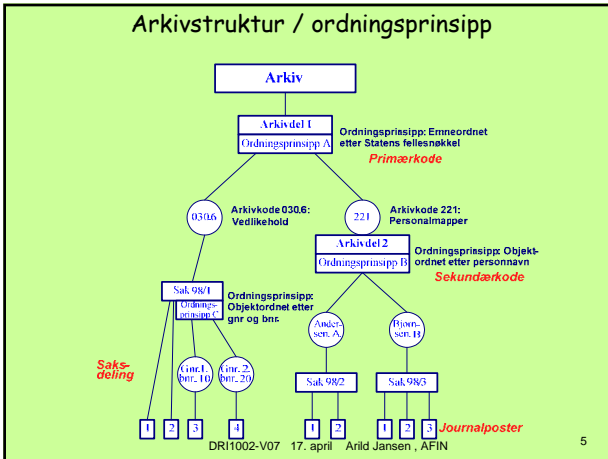 Arkivstruktur / ordningsprinsipp
Arkiv
Arkivdel 1
Ordningsprinsipp A
Ordningsprinsipp: Emneordnet
etter Statens fellesnøkkel
Primærkode
030.6
Arkivkode 030,6:
Vedlikehold
221
Arkivkode 221:
Personalmapper
Arkivdel 2
Ordningsprinsipp B
Ordningsprinsipp: Objekt-
ordnet etter personnavn
Sekundærkode
Sak 98/1
Ordnings-
prinsipp C
Ordningsprinsipp:
Objektordnet etter
gnr og bnr.
Ander-
sen. A.
Bjørn-
sen. B
Saks-
deling
Gnr.1.
bnr. 10
Gnr. 2.
bnr. 20
Sak 98/2
Sak 98/3
1 2 3 4 1 2 1 2 3 Journalposter
DRI1002-V07 17. april Arild Jansen , AFIN
5